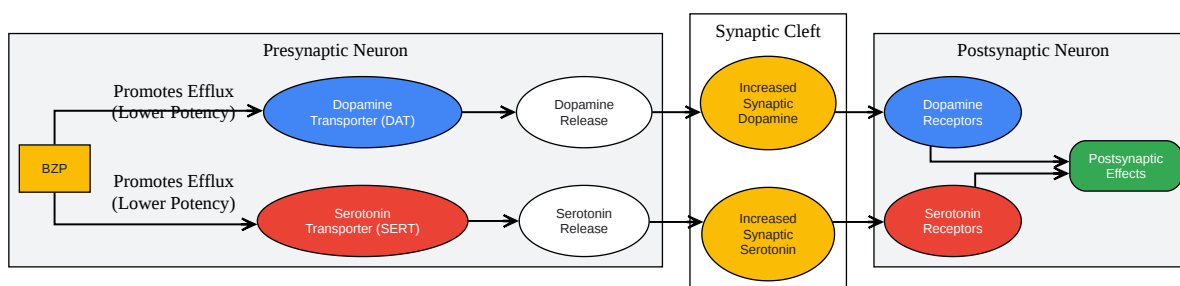 Presynaptic Neuron
Synaptic Cleft
Postsynaptic Neuron
BZP
Promotes Efflux
(Lower Potency)
Dopamine
Transporter (DAT)
Dopamine
Release
Increased
Synaptic
Dopamine
Dopamine
Receptors
Promotes Efflux
(Lower Potency)
Serotonin
Transporter (SERT)
Serotonin
Release
Increased
Synaptic
Serotonin
Serotonin
Receptors
Postsynaptic
Effects